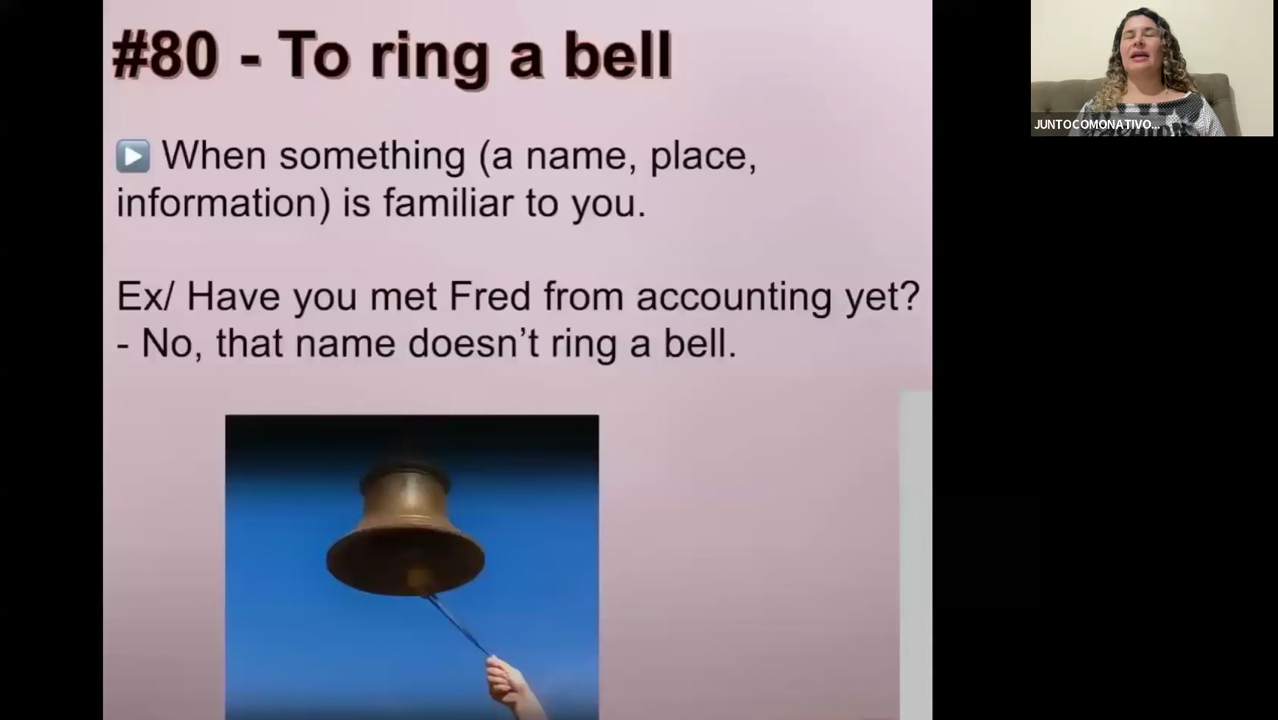 #80 - To ring a bell
When something (a name, place,
information) is familiar to you.
Ex/ Have you met Fred from accounting yet?
- No, that name doesn’t ring a bell.
JUNTOCOMONATIVO...